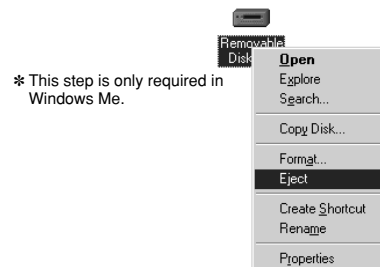 Removable
Disk
✽ This step is only required in
Windows Me.
Open
Explore
Search...
Copy Disk...
Format...
Eject
Create Shortcut
Rename
Properties